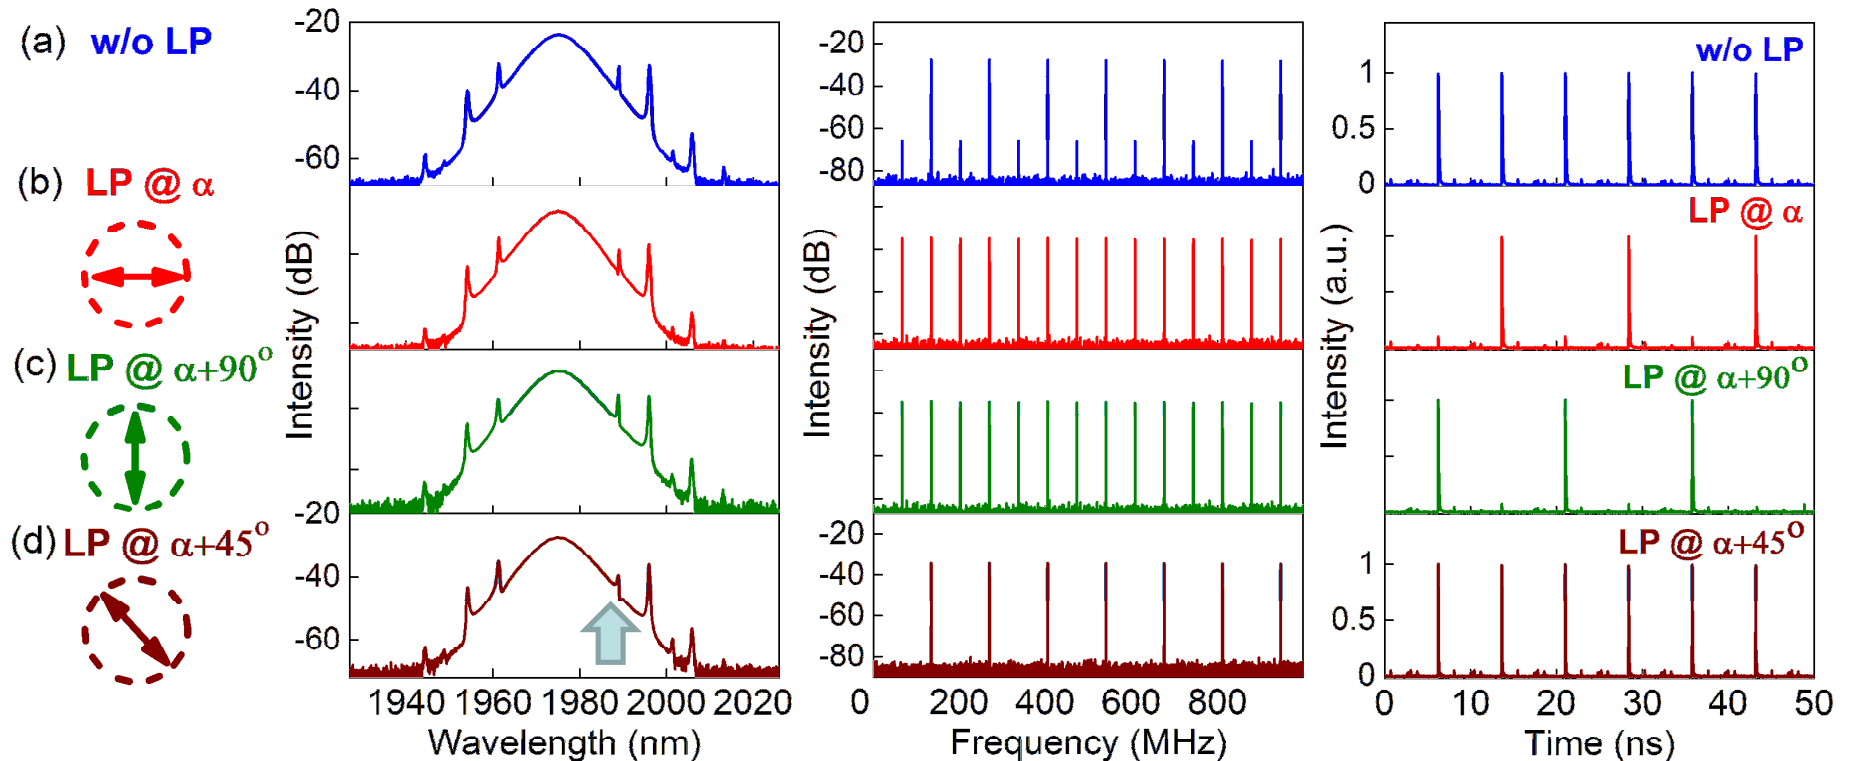 (a) w/o LP
(b) LP @ α
(c) LP @ α+90°
(d) LP @ α+45°
-20
-40
-60
-20
-40
-60
Intensity (dB)
1940 1960 1980 2000 2020
Wavelength (nm)
-20
-40
-60
-80
-20
-40
-60
-80
Intensity (dB)
0 200 400 600 800
Frequency (MHz)
w/o LP
1
0.5
0
LP @ α
LP @ α+90°
LP @ α+45°
1
0.5
0
Intensity (a.u.)
0 10 20 30 40 50
Time (ns)